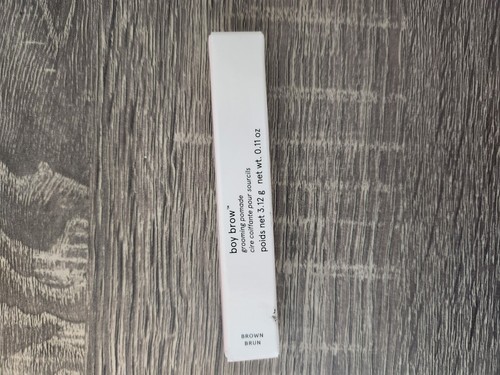 boy brow™
grooming pomade
cire coiffante pour sourcils
poids net 3.12 g net wt. 0.11 oz
BROWN
BRUN